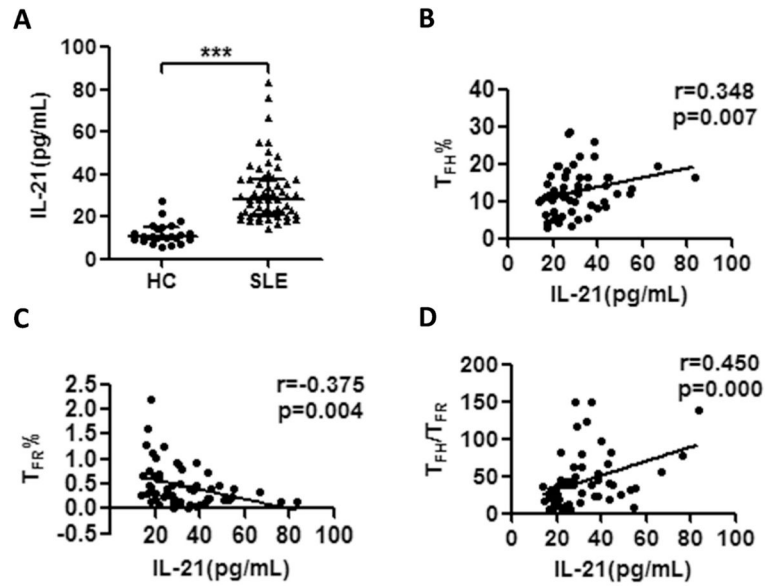 A
***
IL-21(pg/mL)
100
80
60
40
20
0
HC
SLE
B
r=0.348
p=0.007
TFH%
40
30
20
10
0
0
20
40
60
80
100
IL-21(pg/mL)
C
r=-0.375
p=0.004
TFR%
2.5
2.0
1.5
1.0
0.5
0.0
-0.5
20
40
60
80
100
IL-21(pg/mL)
D
r=0.450
p=0.000
TFH/TFR
200
150
100
50
0
0
20
40
60
80
100
IL-21(pg/mL)